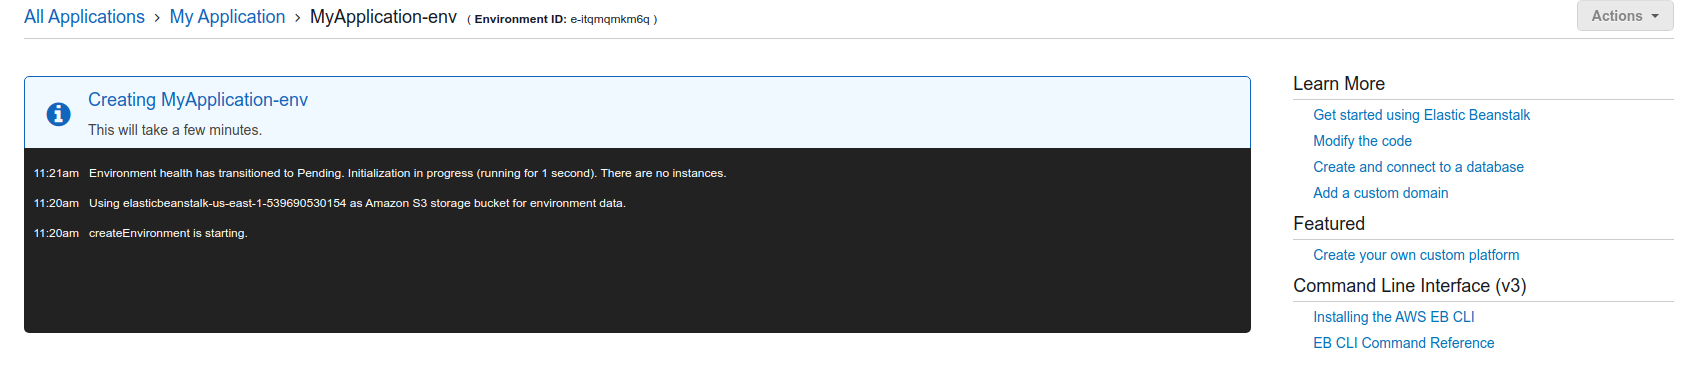 All Applications > My Application > MyApplication-env ( Environment ID: e-itqmqmkm6q )
Actions
Creating MyApplication-env
This will take a few minutes.
11:21am Environment health has transitioned to Pending. Initialization in progress (running for 1 second). There are no instances.
11:20am Using elasticbeanstalk-us-east-1-539690530154 as Amazon S3 storage bucket for environment data.
11:20am createEnvironment is starting.
Learn More
Get started using Elastic Beanstalk
Modify the code
Create and connect to a database
Add a custom domain
Featured
Create your own custom platform
Command Line Interface (v3)
Installing the AWS EB CLI
EB CLI Command Reference